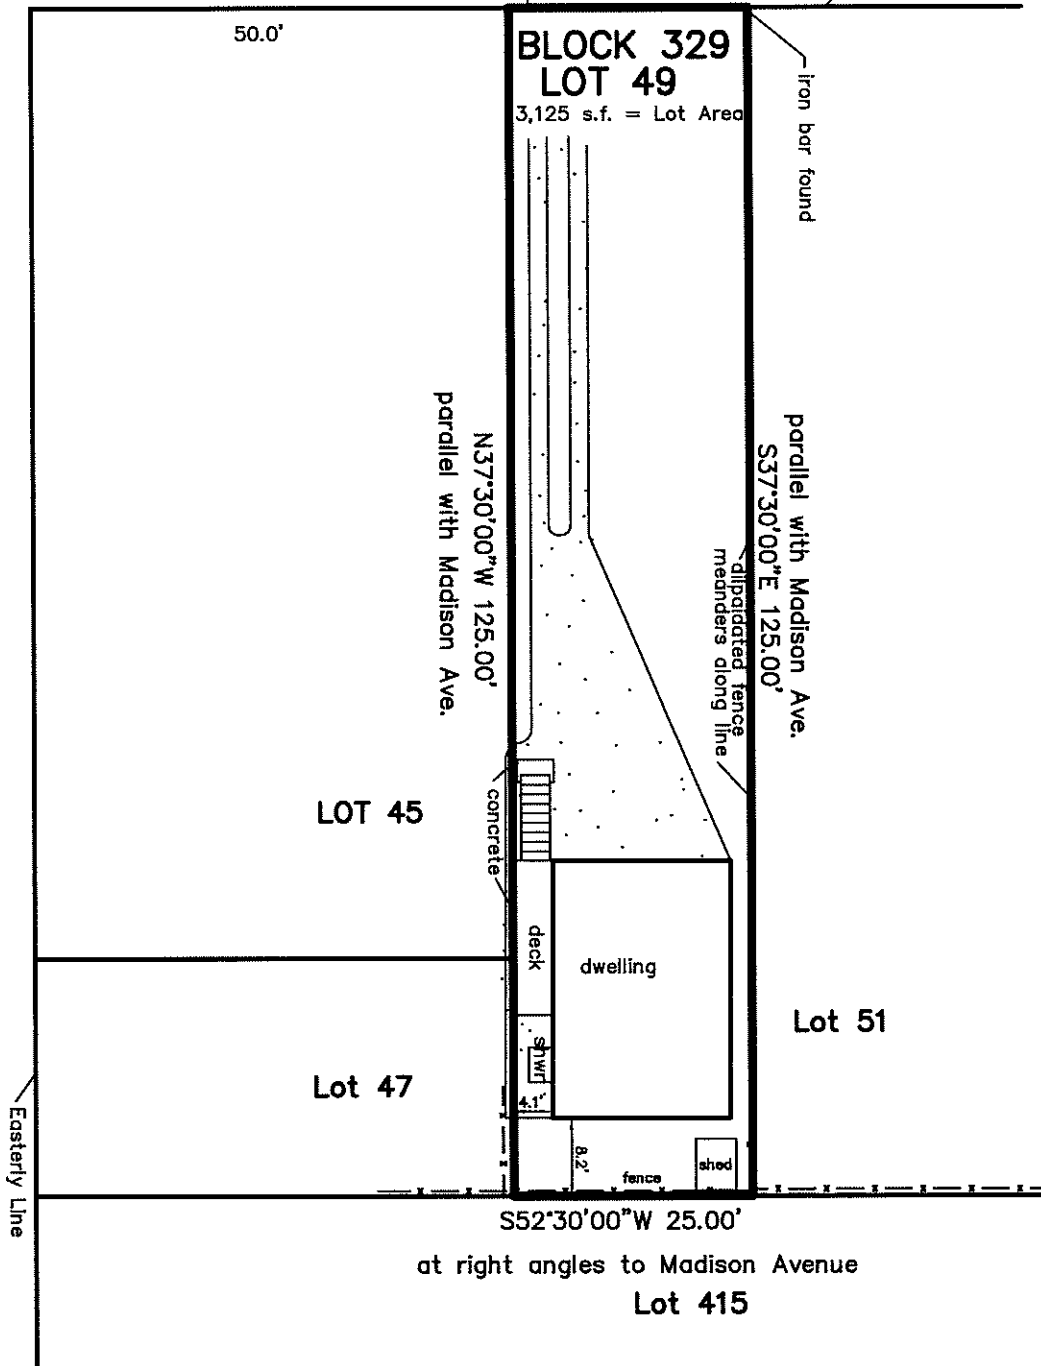 50.0'
BLOCK 329
LOT 49
3,125 s.f. = Lot Area
iron bar found
parallel with Madison Ave.
S37°30'00"E 125.00'
dilpaidated fence
meanders along line
N37°30'00"W 125.00'
parallel with Madison Ave.
LOT 45
concrete
deck
dwelling
Lot 51
shwr
Lot 47
4.1'
8.2'
shed
fence
Easterly Line
S52°30'00"W 25.00'
at right angles to Madison Avenue
Lot 415